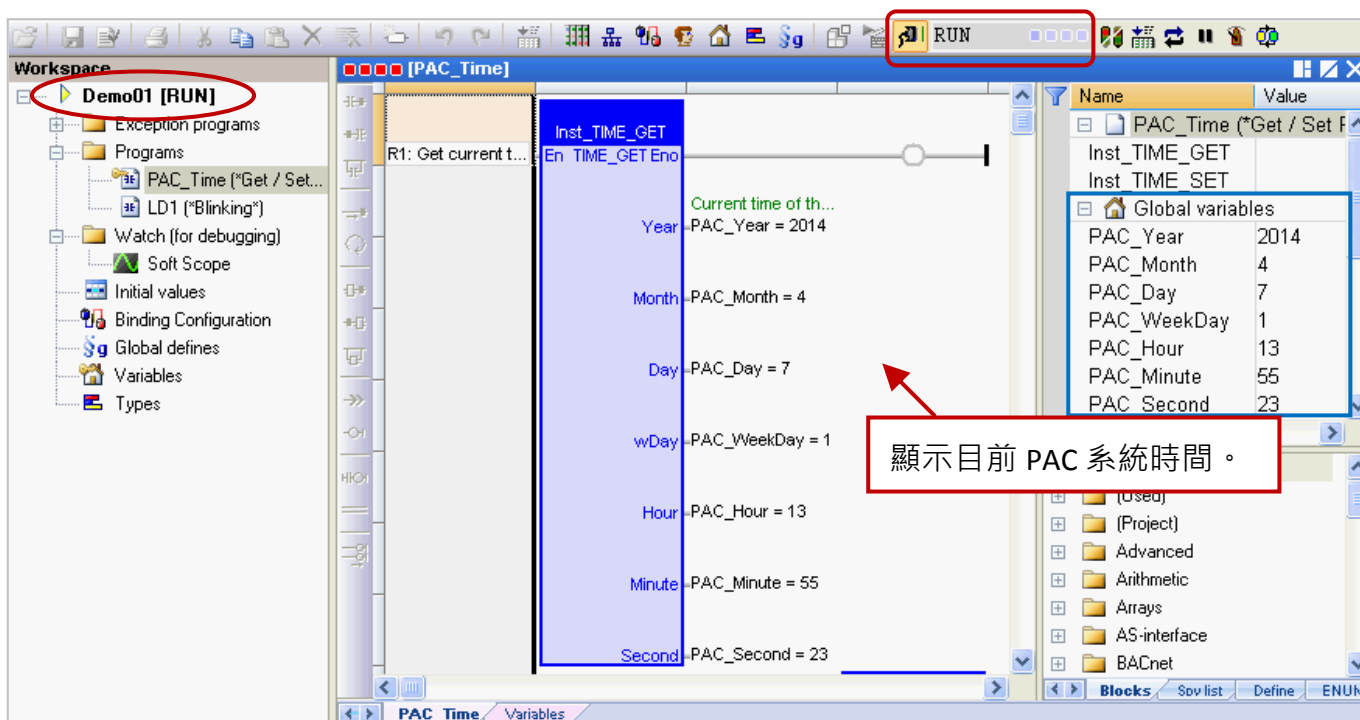 RUN
Workspace
Demo01 [RUN]
Exception programs
Programs
PAC_Time (*Get / Set...
LD1 (*Blinking*)
Watch (for debugging)
Soft Scope
Initial values
Binding Configuration
Global defines
Variables
Types
[PAC_Time]
R1: Get current t...
Inst_TIME_GET
En TIME_GET Eno
Current time of th...
Year PAC_Year = 2014
Month PAC_Month = 4
Day PAC_Day = 7
wDay PAC_WeekDay = 1
Hour PAC_Hour = 13
Minute PAC_Minute = 55
Second PAC_Second = 23
顯示目前 PAC 系統時間。
Name Value
PAC_Time (*Get / Set
Inst_TIME_GET
Inst_TIME_SET
Global variables
PAC_Year 2014
PAC_Month 4
PAC_Day 7
PAC_WeekDay 1
PAC_Hour 13
PAC_Minute 55
PAC_Second 23
(Used)
(Project)
Advanced
Arithmetic
Arrays
AS-interface
BACnet
Blocks Spy list Define
PAC_Time Variables